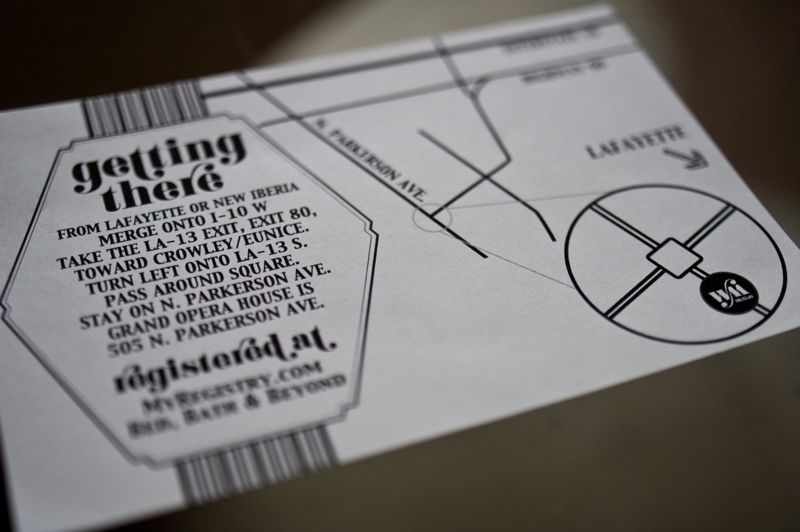 getting
there
FROM LAFAYETTE OR NEW IBERIA
MERGE ONTO I-10 W
TAKE THE LA-13 EXIT, EXIT 80,
TOWARD CROWLEY/EUNICE.
TURN LEFT ONTO LA-13 S.
PASS AROUND SQUARE.
STAY ON N. PARKERSON AVE.
GRAND OPERA HOUSE IS
505 N. PARKERSON AVE.
registered at
MYREGISTRY.COM
BED, BATH & BEYOND
N. PARKERSON AVE.
LAFAYETTE